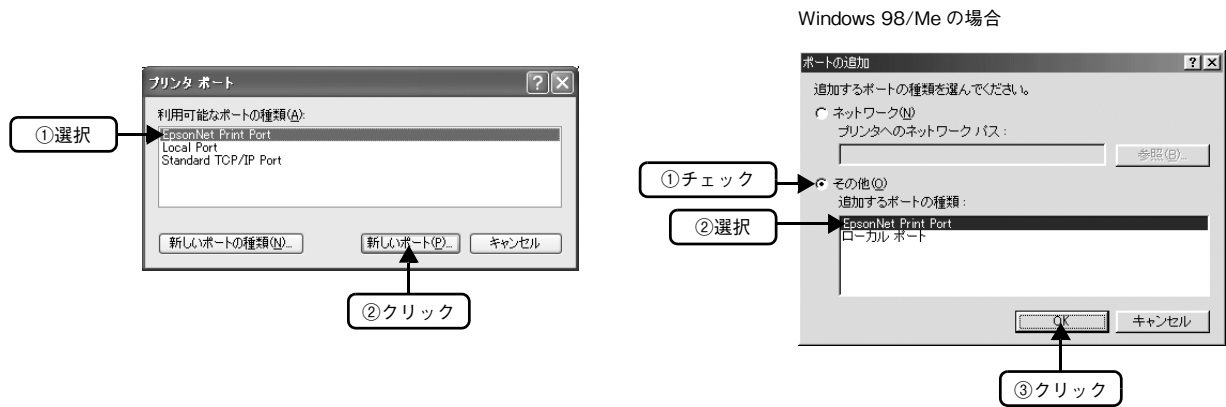 Windows 98/Me の場合
プリンタ ポート
利用可能なポートの種類(A):
①選択
EpsonNet Print Port
Local Port
Standard TCP/IP Port
新しいポートの種類(N)...
新しいポート(P)...
キャンセル
②クリック
ポートの追加
追加するポートの種類を選んでください。
ネットワーク(N)
プリンタへのネットワーク パス :
参照(B)...
①チェック
その他(O)
追加するポートの種類 :
②選択
EpsonNet Print Port
ローカル ポート
OK
キャンセル
③クリック